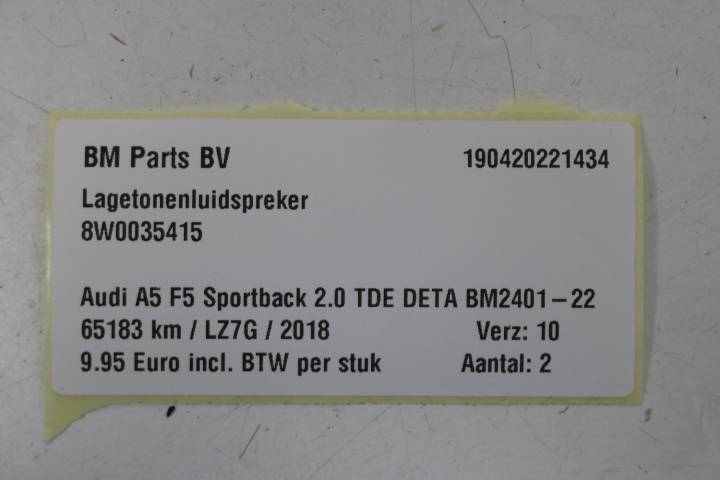 BM Parts BV 190420221434
Lagetonenluidspreker
8W0035415
Audi A5 F5 Sportback 2.0 TDE DETA BM2401-22
65183 km / LZ7G / 2018 Verz: 10
9.95 Euro incl. BTW per stuk Aantal: 2